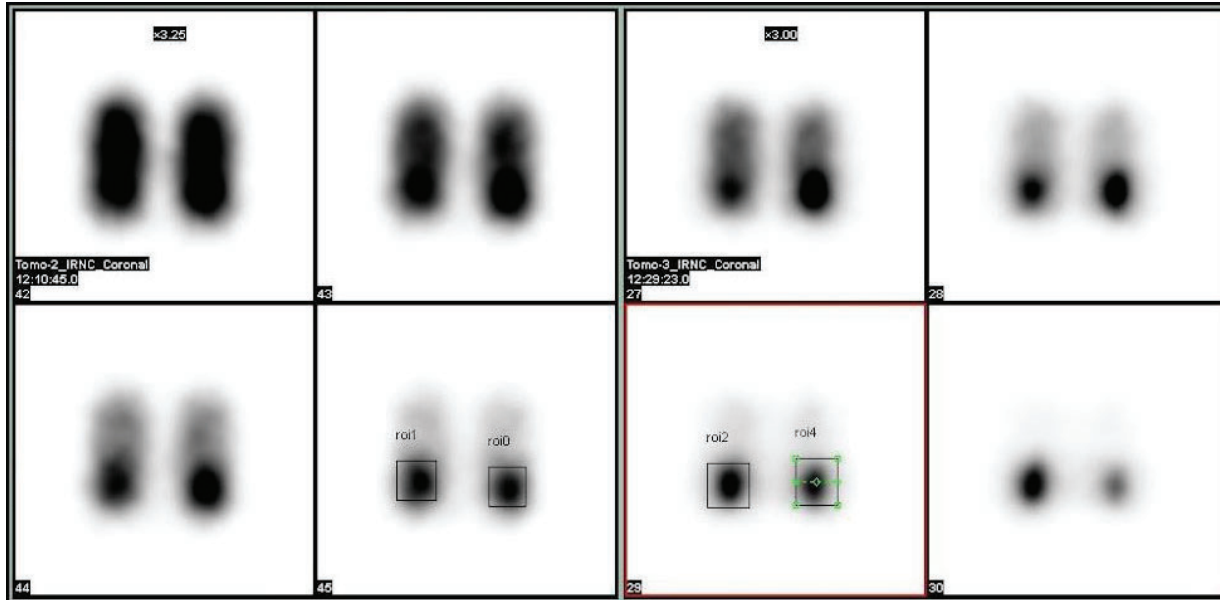 ×3.25
Tomo-2_IRNC_Coronal
12:10:45.0
42
43
44
roi1
roi0
45
×3.00
Tomo-3_IRNC_Coronal
12:29:23.0
27
28
roi2
roi4
29
30